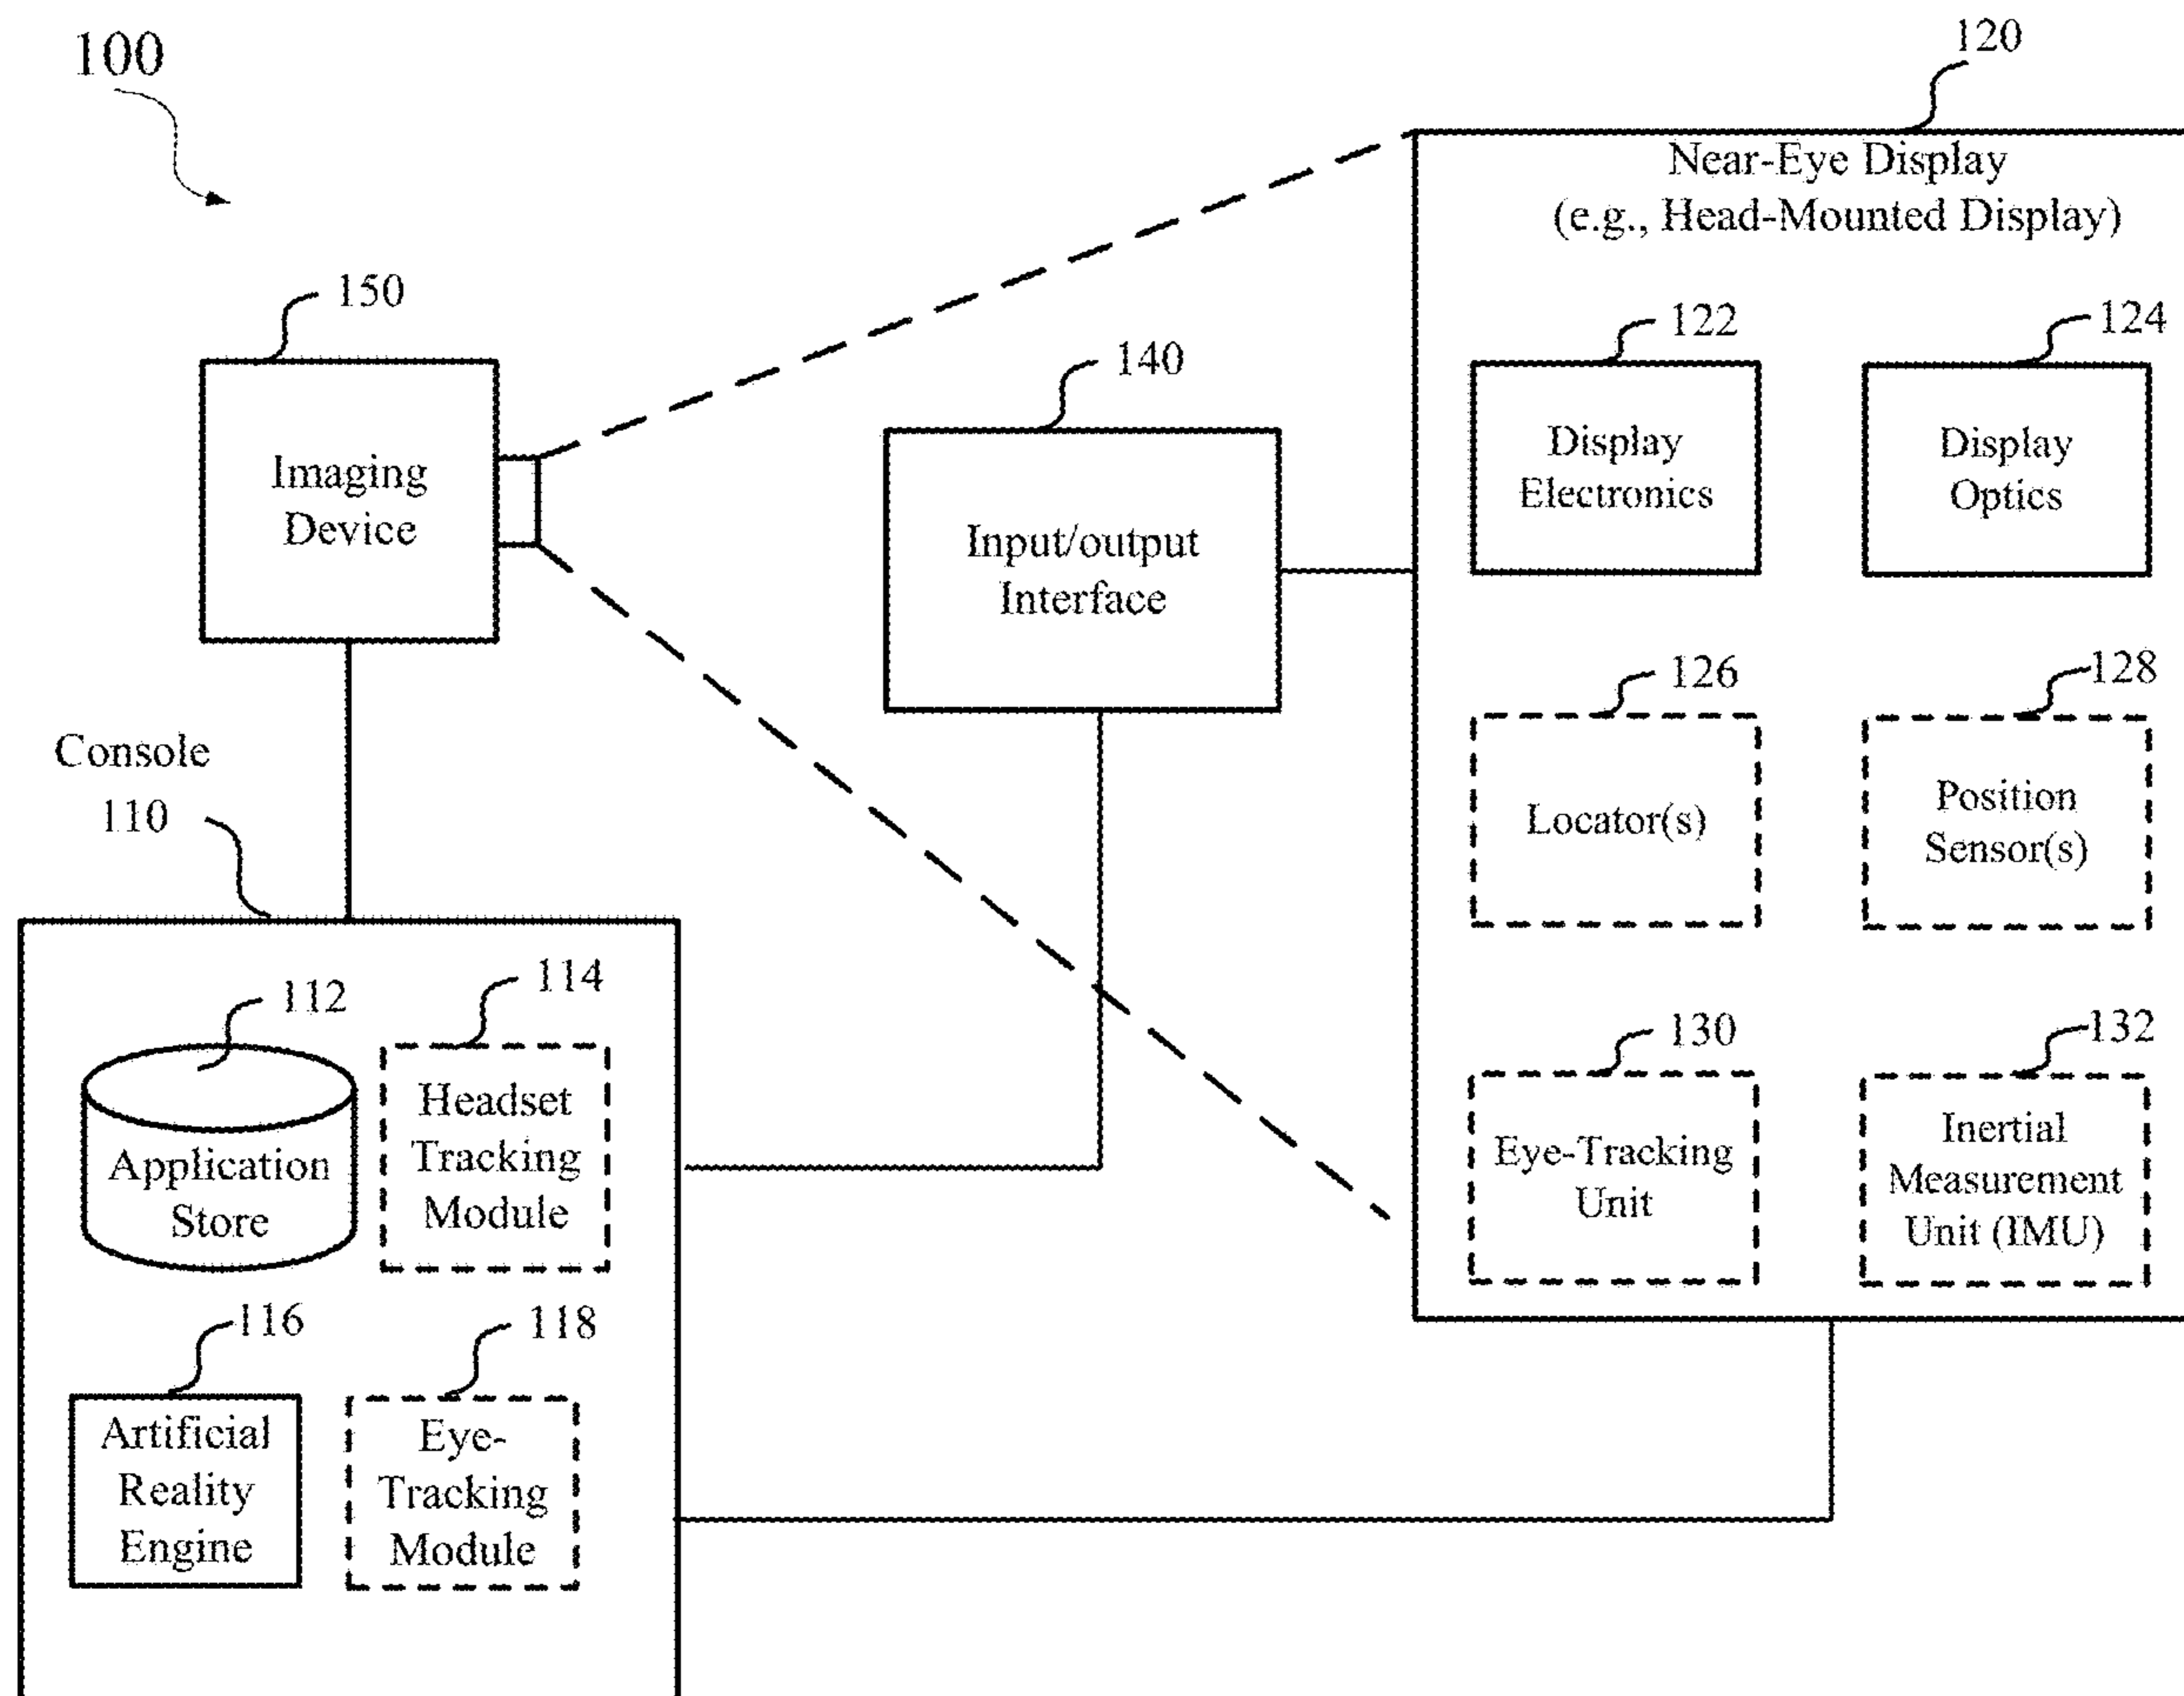 100
120
Near-Eye Display
(e.g., Head-Mounted Display)
150
Imaging
Device
140
Input/output
Interface
122
Display
Electronics
124
Display
Optics
126
Locator(s)
128
Position
Sensor(s)
130
Eye-Tracking
Unit
132
Inertial
Measurement
Unit (IMU)
Console
110
112
Application
Store
114
Headset
Tracking
Module
116
Artificial
Reality
Engine
118
Eye-
Tracking
Module